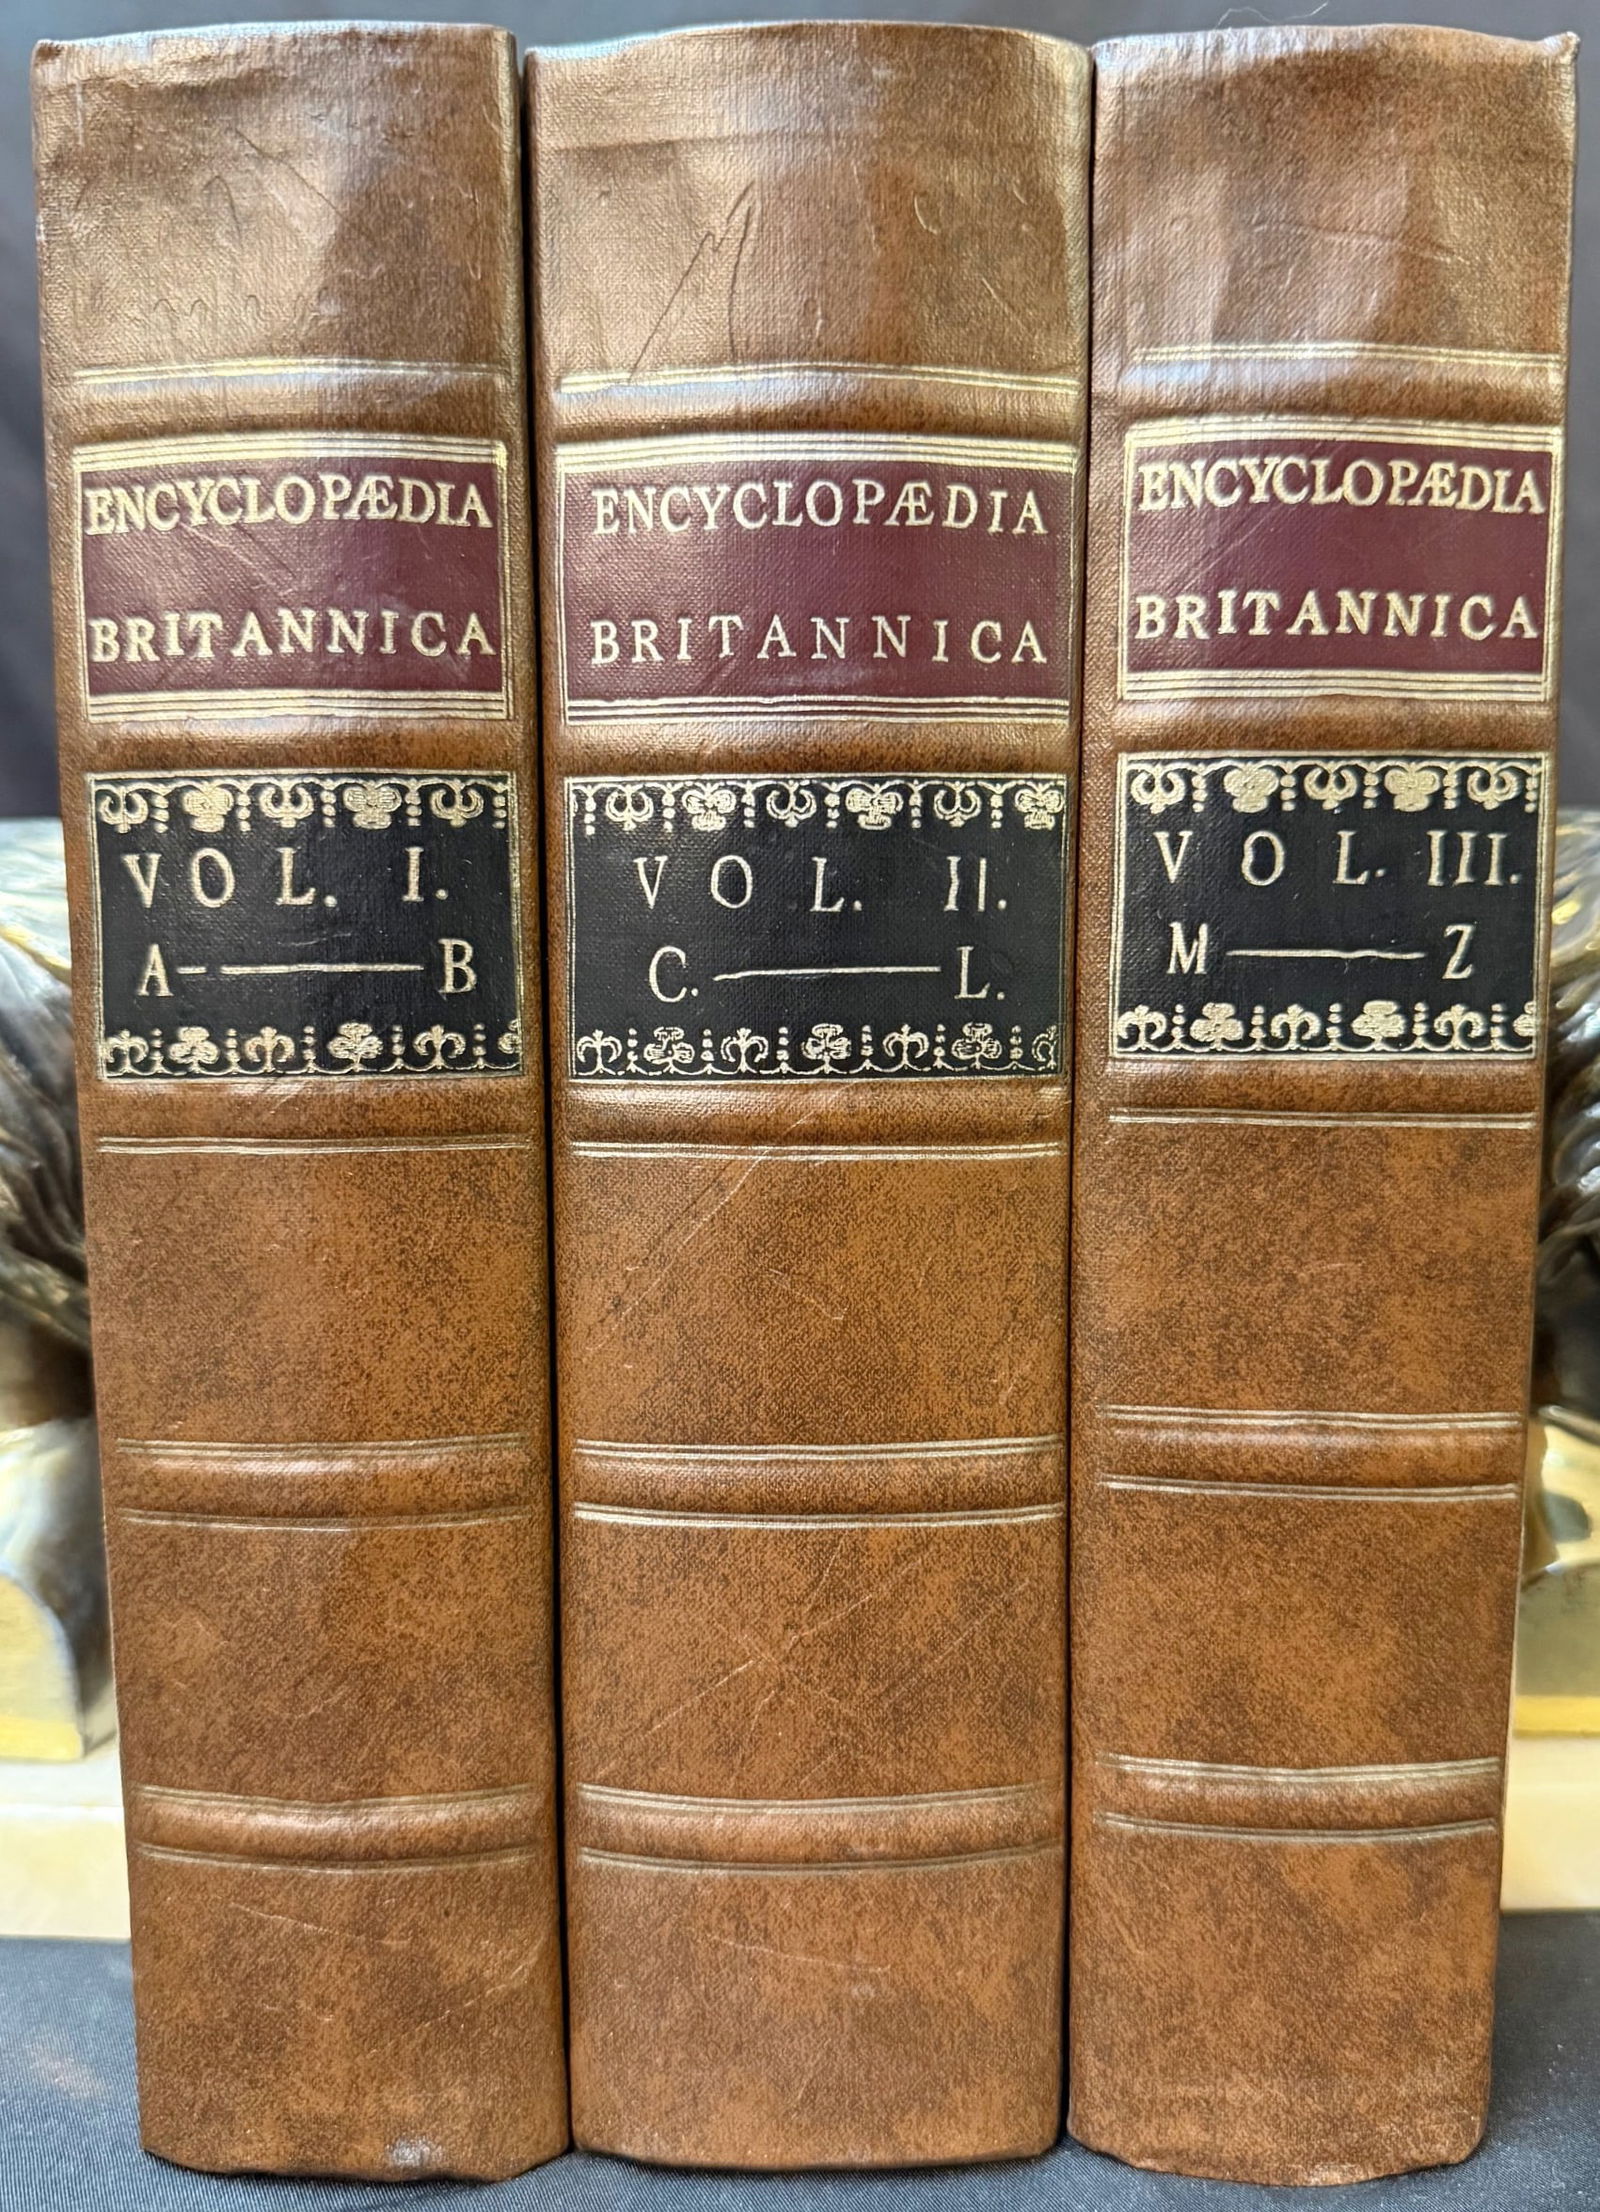 ENCYCLOPÆDIA
BRITANNICA
VOL. I.
A-—B
ENCYCLOPÆDIA
BRITANNICA
VOL. II.
C.—L.
ENCYCLOPÆDIA
BRITANNICA
VOL. III.
M—Z